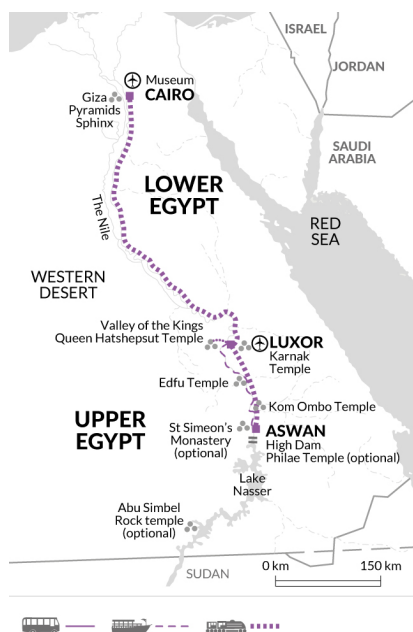 ISRAEL
JORDAN
Museum
CAIRO
Giza
Pyramids
Sphinx
SAUDI
ARABIA
LOWER
EGYPT
The Nile
RED
SEA
WESTERN
DESERT
Valley of the Kings
Queen Hatshepsut Temple
LUXOR
Karnak
Temple
Edfu Temple
Kom Ombo Temple
UPPER
EGYPT
St Simeon's
Monastery
(optional)
ASWAN
High Dam
Philae Temple (optional)
Lake
Nasser
Abu Simbel
Rock temple
(optional)
SUDAN
0 km
150 km